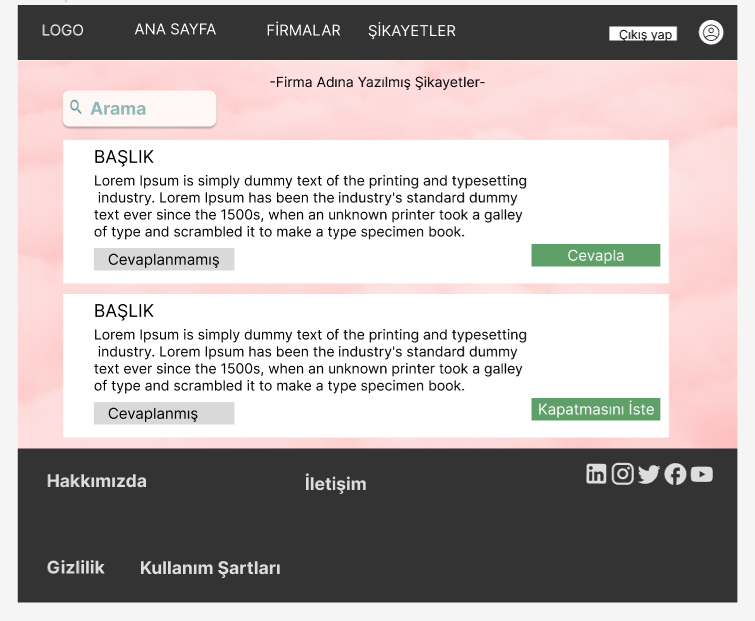 LOGO ANA SAYFA FİRMALAR ŞİKAYETLER Çıkış yap
-Firma Adına Yazılmış Şikayetler-
Arama
BAŞLIK
Lorem Ipsum is simply dummy text of the printing and typesetting
industry. Lorem Ipsum has been the industry's standard dummy
text ever since the 1500s, when an unknown printer took a galley
of type and scrambled it to make a type specimen book.
Cevaplanmamış
Cevapla
BAŞLIK
Lorem Ipsum is simply dummy text of the printing and typesetting
industry. Lorem Ipsum has been the industry's standard dummy
text ever since the 1500s, when an unknown printer took a galley
of type and scrambled it to make a type specimen book.
Cevaplanmış
Kapatmasını İste
Hakkımızda İletişim
Gizlilik Kullanım Şartları